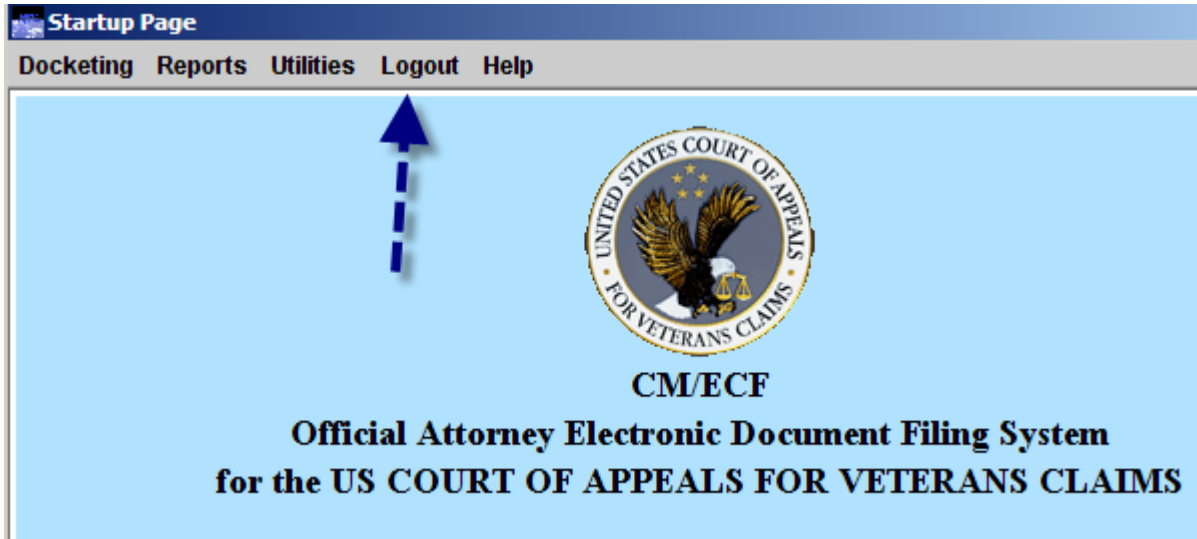 Startup Page
Docketing Reports Utilities Logout Help
UNITED STATES COURT OF APPEALS
FOR VETERANS CLAIMS
CM/ECF
Official Attorney Electronic Document Filing System
for the US COURT OF APPEALS FOR VETERANS CLAIMS